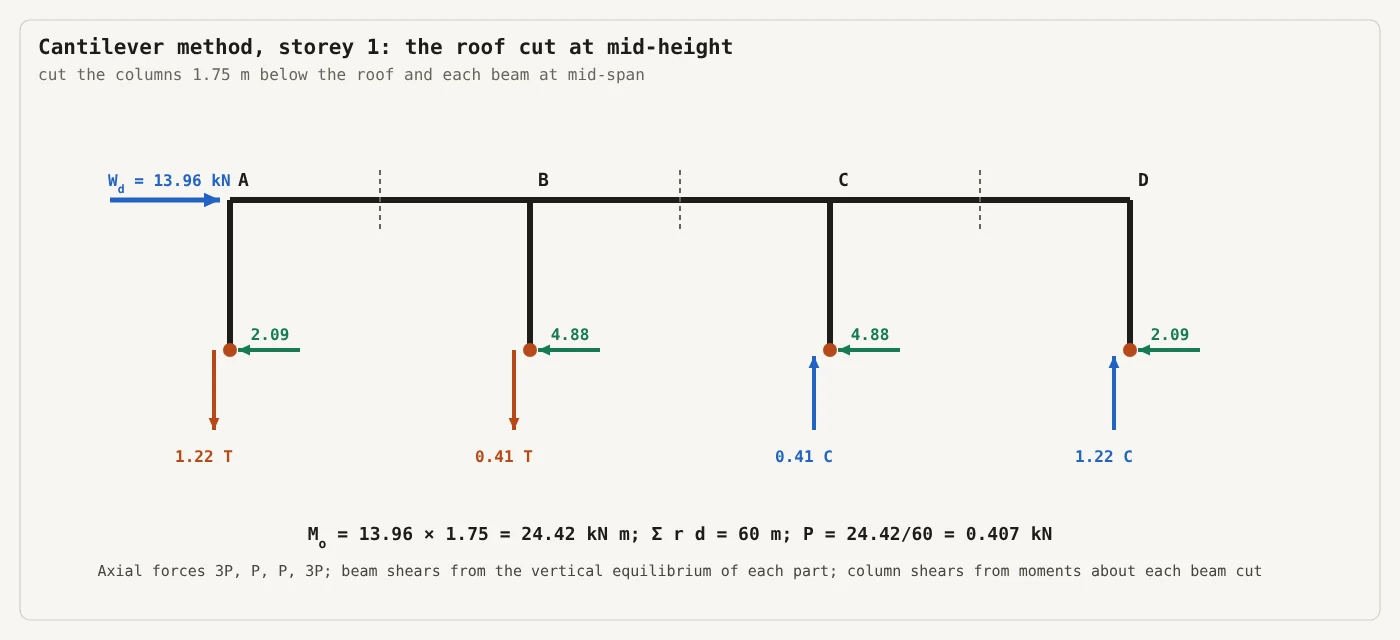 Cantilever method, storey 1: the roof cut at mid-height
cut the columns 1.75 m below the roof and each beam at mid-span
Wd = 13.96 kN A B C D
2.09 4.88 4.88 2.09
1.22 T 0.41 T 0.41 C 1.22 C
Mo = 13.96 × 1.75 = 24.42 kN m; Σ r d = 60 m; P = 24.42/60 = 0.407 kN
Axial forces 3P, P, P, 3P; beam shears from the vertical equilibrium of each part; column shears from moments about each beam cut